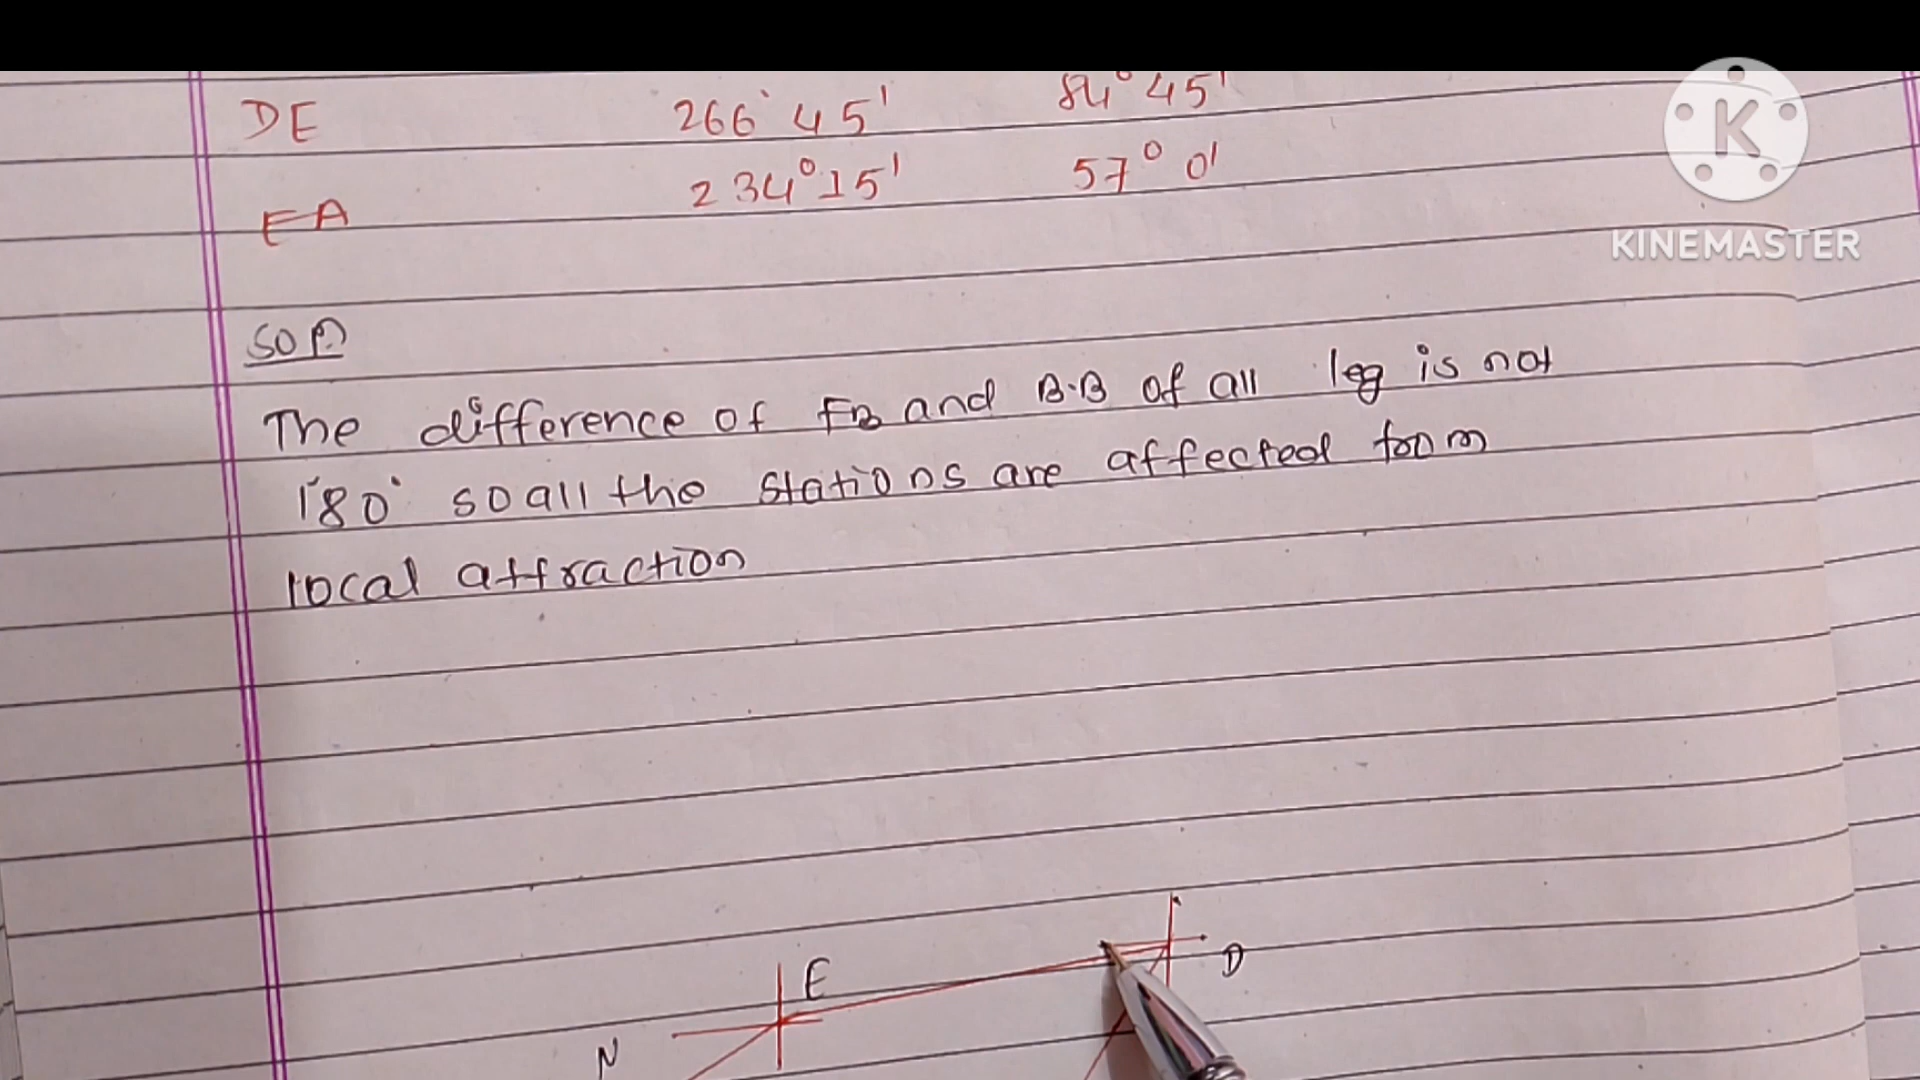 DE 266° 45' 84° 45'
EA 234° 15' 57° 0'
K
KINEMASTER
Sol
The difference of FB and B.B of all leg is not
180° so all the stations are affected from
local attraction
E
D
N